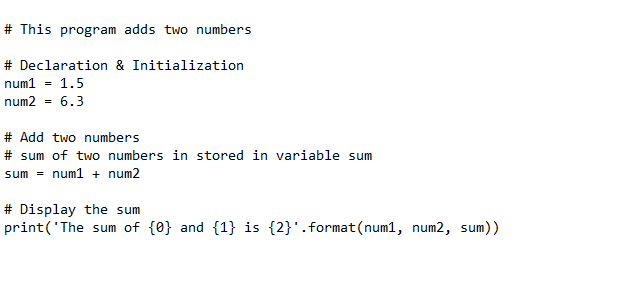 # This program adds two numbers
# Declaration & Initialization
num1 = 1.5
num2 = 6.3
# Add two numbers
# sum of two numbers in stored in variable sum
sum = num1 + num2
# Display the sum
print('The sum of {0} and {1} is {2}'.format(num1, num2, sum))